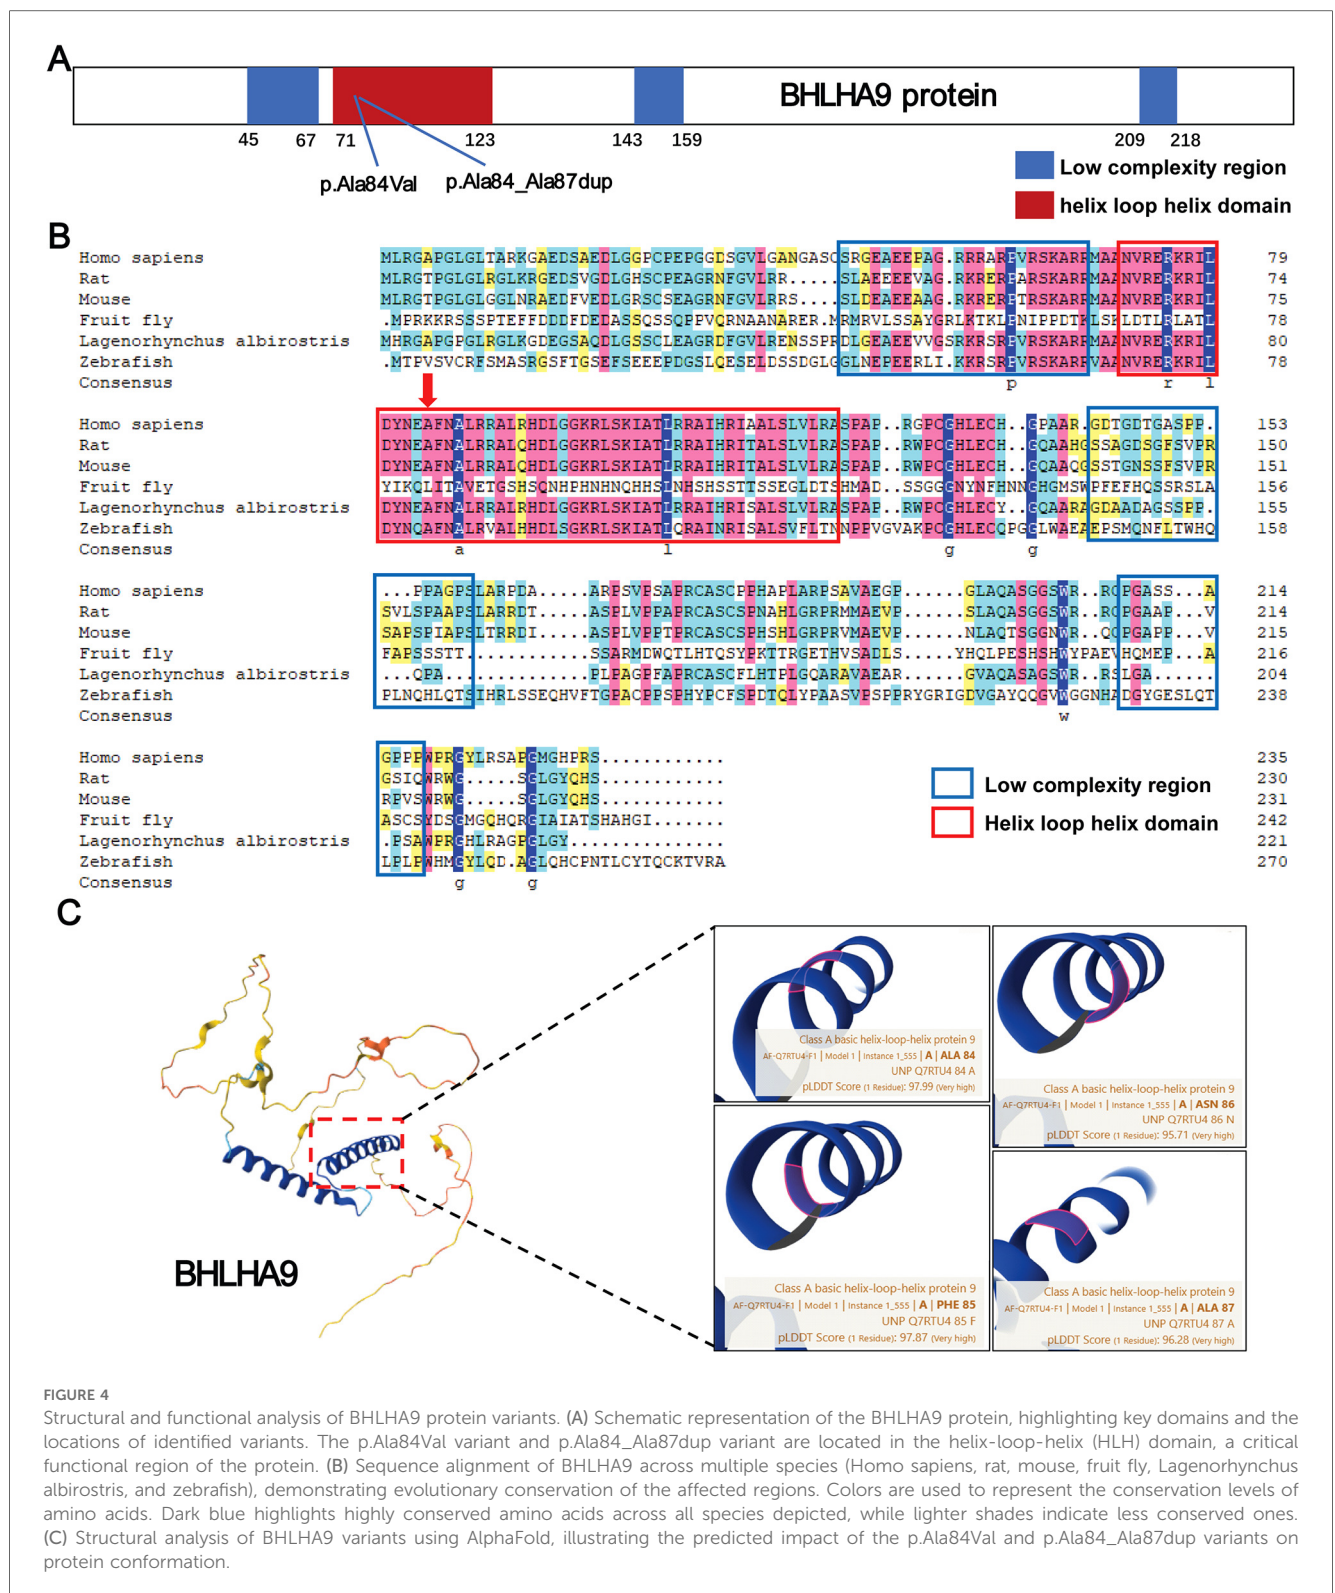 A
BHLHA9 protein
45 67 71 123 143 159 209 218
p.Ala84Val p.Ala84_Ala87dup
Low complexity region
helix loop helix domain
B
Homo sapiens MLRGAPGLGLTARKGAEDSAEDLGGPCPEPGGDSGVLGANGASCSRGEAEEPAG.RRRARPVRSKARRMAANVRERKRIL 79
Rat MLRGTPGLGLRGLKRGEDSVGDLGHSCPEAGRNFGVLRR.....SLAEEEEVAG.RKRERPARSKARRMAANVRERKRIL 74
Mouse MLRGTPGLGLGGLNRAEDFVEDLGRSCSEAGRNFGVLRRS....SLDEAEEAAG.RKRERPTRSKARRMAANVRERKRIL 75
Fruit fly .MPRKKRSSSPTEFFDDDFDEDASSQSSQPPVQRNAANARER.MRMRVLSSAYGRLKTKLPNIPPDTKLSKLDTLRLATL 78
Lagenorhynchus albirostris MHRGAPGPGLRGLKGDEGSAQDLGSSCLEAGRDFGVLRENSSPRDLGEAEEVVGSRKRSRPVRSKARRMAANVRERKRIL 80
Zebrafish .MTPVSVCRFSMASRGSFTGSEFSEEEPDGSLQESELDSSDGLGGLNEPEERLI.KKRSRPVRSKARRVAANVRERKRIL 78
Consensus p r l
Homo sapiens DYNEAFNALRRALRHDLGGKRLSKIATLRRAIHRIAALSLVLRASPAP..RGPCGHLECH..GPAAR.GDTGDTGASPP. 153
Rat DYNEAFNALRRALQHDLGGKRLSKIATLRRAIHRITALSLVLRASPAP..RWPCGHLECH..GQAAHGSSAGDSGFSVPR 150
Mouse DYNEAFNALRRALQHDLGGKRLSKIATLRRAIHRITALSLVLRASPAP..RWPCGHLECH..GQAAQGSSTGNSSFSVPR 151
Fruit fly YIKQLITAVETGSHSQNHPHNHNQHHSLNHSHSSTTSSEGLDTSHMAD..SSGGGNYNFHNNGHGMSWPFEFHQSSRSLA 156
Lagenorhynchus albirostris DYNEAFNALRRALRHDLGGKRLSKIATLRRAIHRISALSLVLRASPAP..RRPCGHLECY..GQAARAGDAADAGSSPP. 155
Zebrafish DYNQAFNALRVALHHDLSGKRLSKIATLQRAINRISALSVFLTNNPPVGVAKPCGHLECQPGGLWAEAEPSMQNFLTWHQ 158
Consensus a l g g
Homo sapiens ...PPAGPSLARPDA.....ARPSVPSAPRCASCPPHAPLARPSAVAEGP......GLAQASGGSWR..RCPGASS...A 214
Rat SVLSPAAPSLARRDT.....ASPLVPPAPRCASCSPNAHLGRPRMMAEVP......SLAQASGGSWR..RCPGAAP...V 214
Mouse SAPSPIAPSLTRRDI.....ASPLVPPTPRCASCSPHSHLGRPRVMAEVP......NLAQTSGGNWR..QCPGAPP...V 215
Fruit fly FAPSSSTT............SSARMDWQTLHTQSYPKTTRGETHVSADLS.....YHQLPESHSHWYPAEVHQMEP...A 216
Lagenorhynchus albirostris ...QPA..............PLPAGPFAPRCASCFLHTPLGQARAVAEAR......GVAQASAGSWR..RSLGA...... 204
Zebrafish PLNQHLQTSIHRLSSEQHVFTGPACPPSPHYPCFSPDTQLYPAASVPSPPRYGRIGDVGAYQQGVWGGNHADGYGESLQT 238
Consensus w
Homo sapiens GPPPWPRGYLRSAPGMGHPRS............ 235
Rat GSIQWRWG.....SGLGYQHS............ 230
Mouse RPVSWRWG.....SGLGYQHS............ 231
Fruit fly ASCSYDSGMGQHQRGIAIATSHAHGI....... 242
Lagenorhynchus albirostris .PSAWPRGHLRAGPGLGY............... 221
Zebrafish LPLPWHMGYLQD.AGLQHCPNTLCYTQCKTVRA 270
Consensus g g
Low complexity region
Helix loop helix domain
C
BHLHA9
Class A basic helix-loop-helix protein 9
AF-Q7RTU4-F1 | Model 1 | Instance 1_555 | A | ALA 84
UNP Q7RTU4 84 A
pLDDT Score (1 Residue): 97.99 (Very high)
Class A basic helix-loop-helix protein 9
AF-Q7RTU4-F1 | Model 1 | Instance 1_555 | A | ASN 86
UNP Q7RTU4 86 N
pLDDT Score (1 Residue): 95.71 (Very high)
Class A basic helix-loop-helix protein 9
AF-Q7RTU4-F1 | Model 1 | Instance 1_555 | A | PHE 85
UNP Q7RTU4 85 F
pLDDT Score (1 Residue): 97.87 (Very high)
Class A basic helix-loop-helix protein 9
AF-Q7RTU4-F1 | Model 1 | Instance 1_555 | A | ALA 87
UNP Q7RTU4 87 A
pLDDT Score (1 Residue): 96.28 (Very high)
FIGURE 4
Structural and functional analysis of BHLHA9 protein variants. (A) Schematic representation of the BHLHA9 protein, highlighting key domains and the
locations of identified variants. The p.Ala84Val variant and p.Ala84_Ala87dup variant are located in the helix-loop-helix (HLH) domain, a critical
functional region of the protein. (B) Sequence alignment of BHLHA9 across multiple species (Homo sapiens, rat, mouse, fruit fly, Lagenorhynchus
albirostris, and zebrafish), demonstrating evolutionary conservation of the affected regions. Colors are used to represent the conservation levels of
amino acids. Dark blue highlights highly conserved amino acids across all species depicted, while lighter shades indicate less conserved ones.
(C) Structural analysis of BHLHA9 variants using AlphaFold, illustrating the predicted impact of the p.Ala84Val and p.Ala84_Ala87dup variants on
protein conformation.